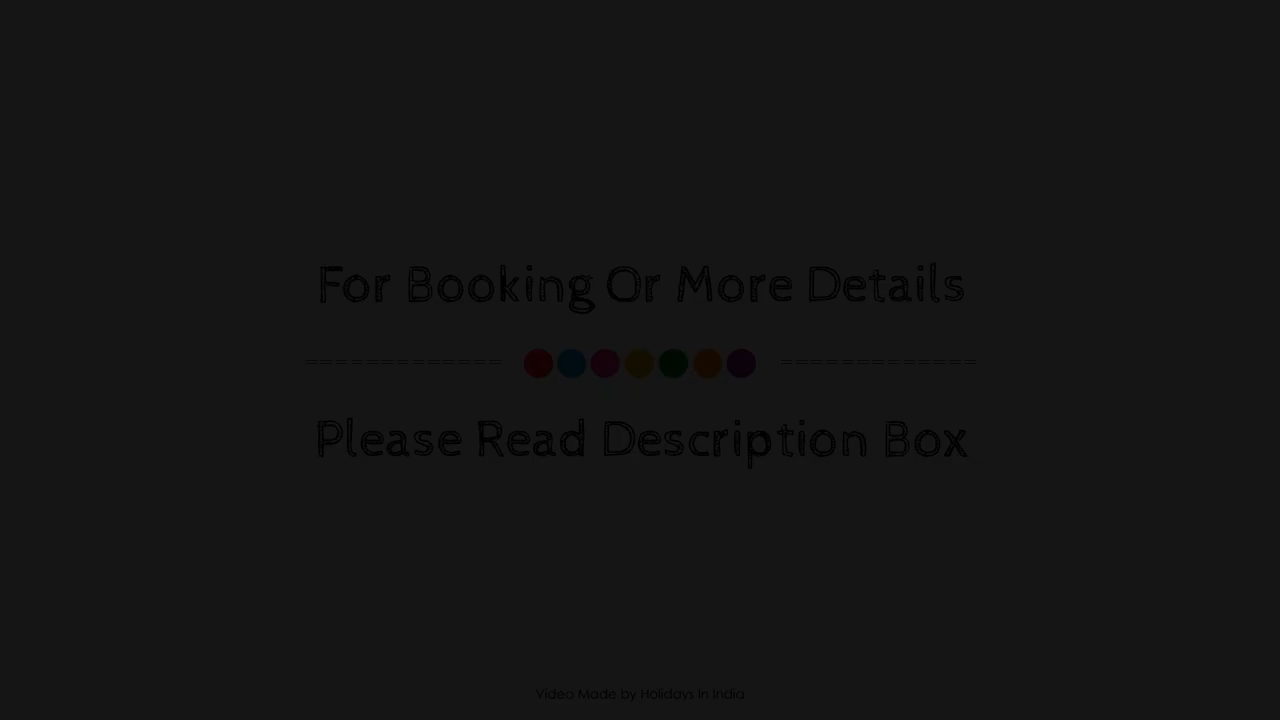 For Booking Or More Details
Please Read Description Box
Video Made by Holidays In India